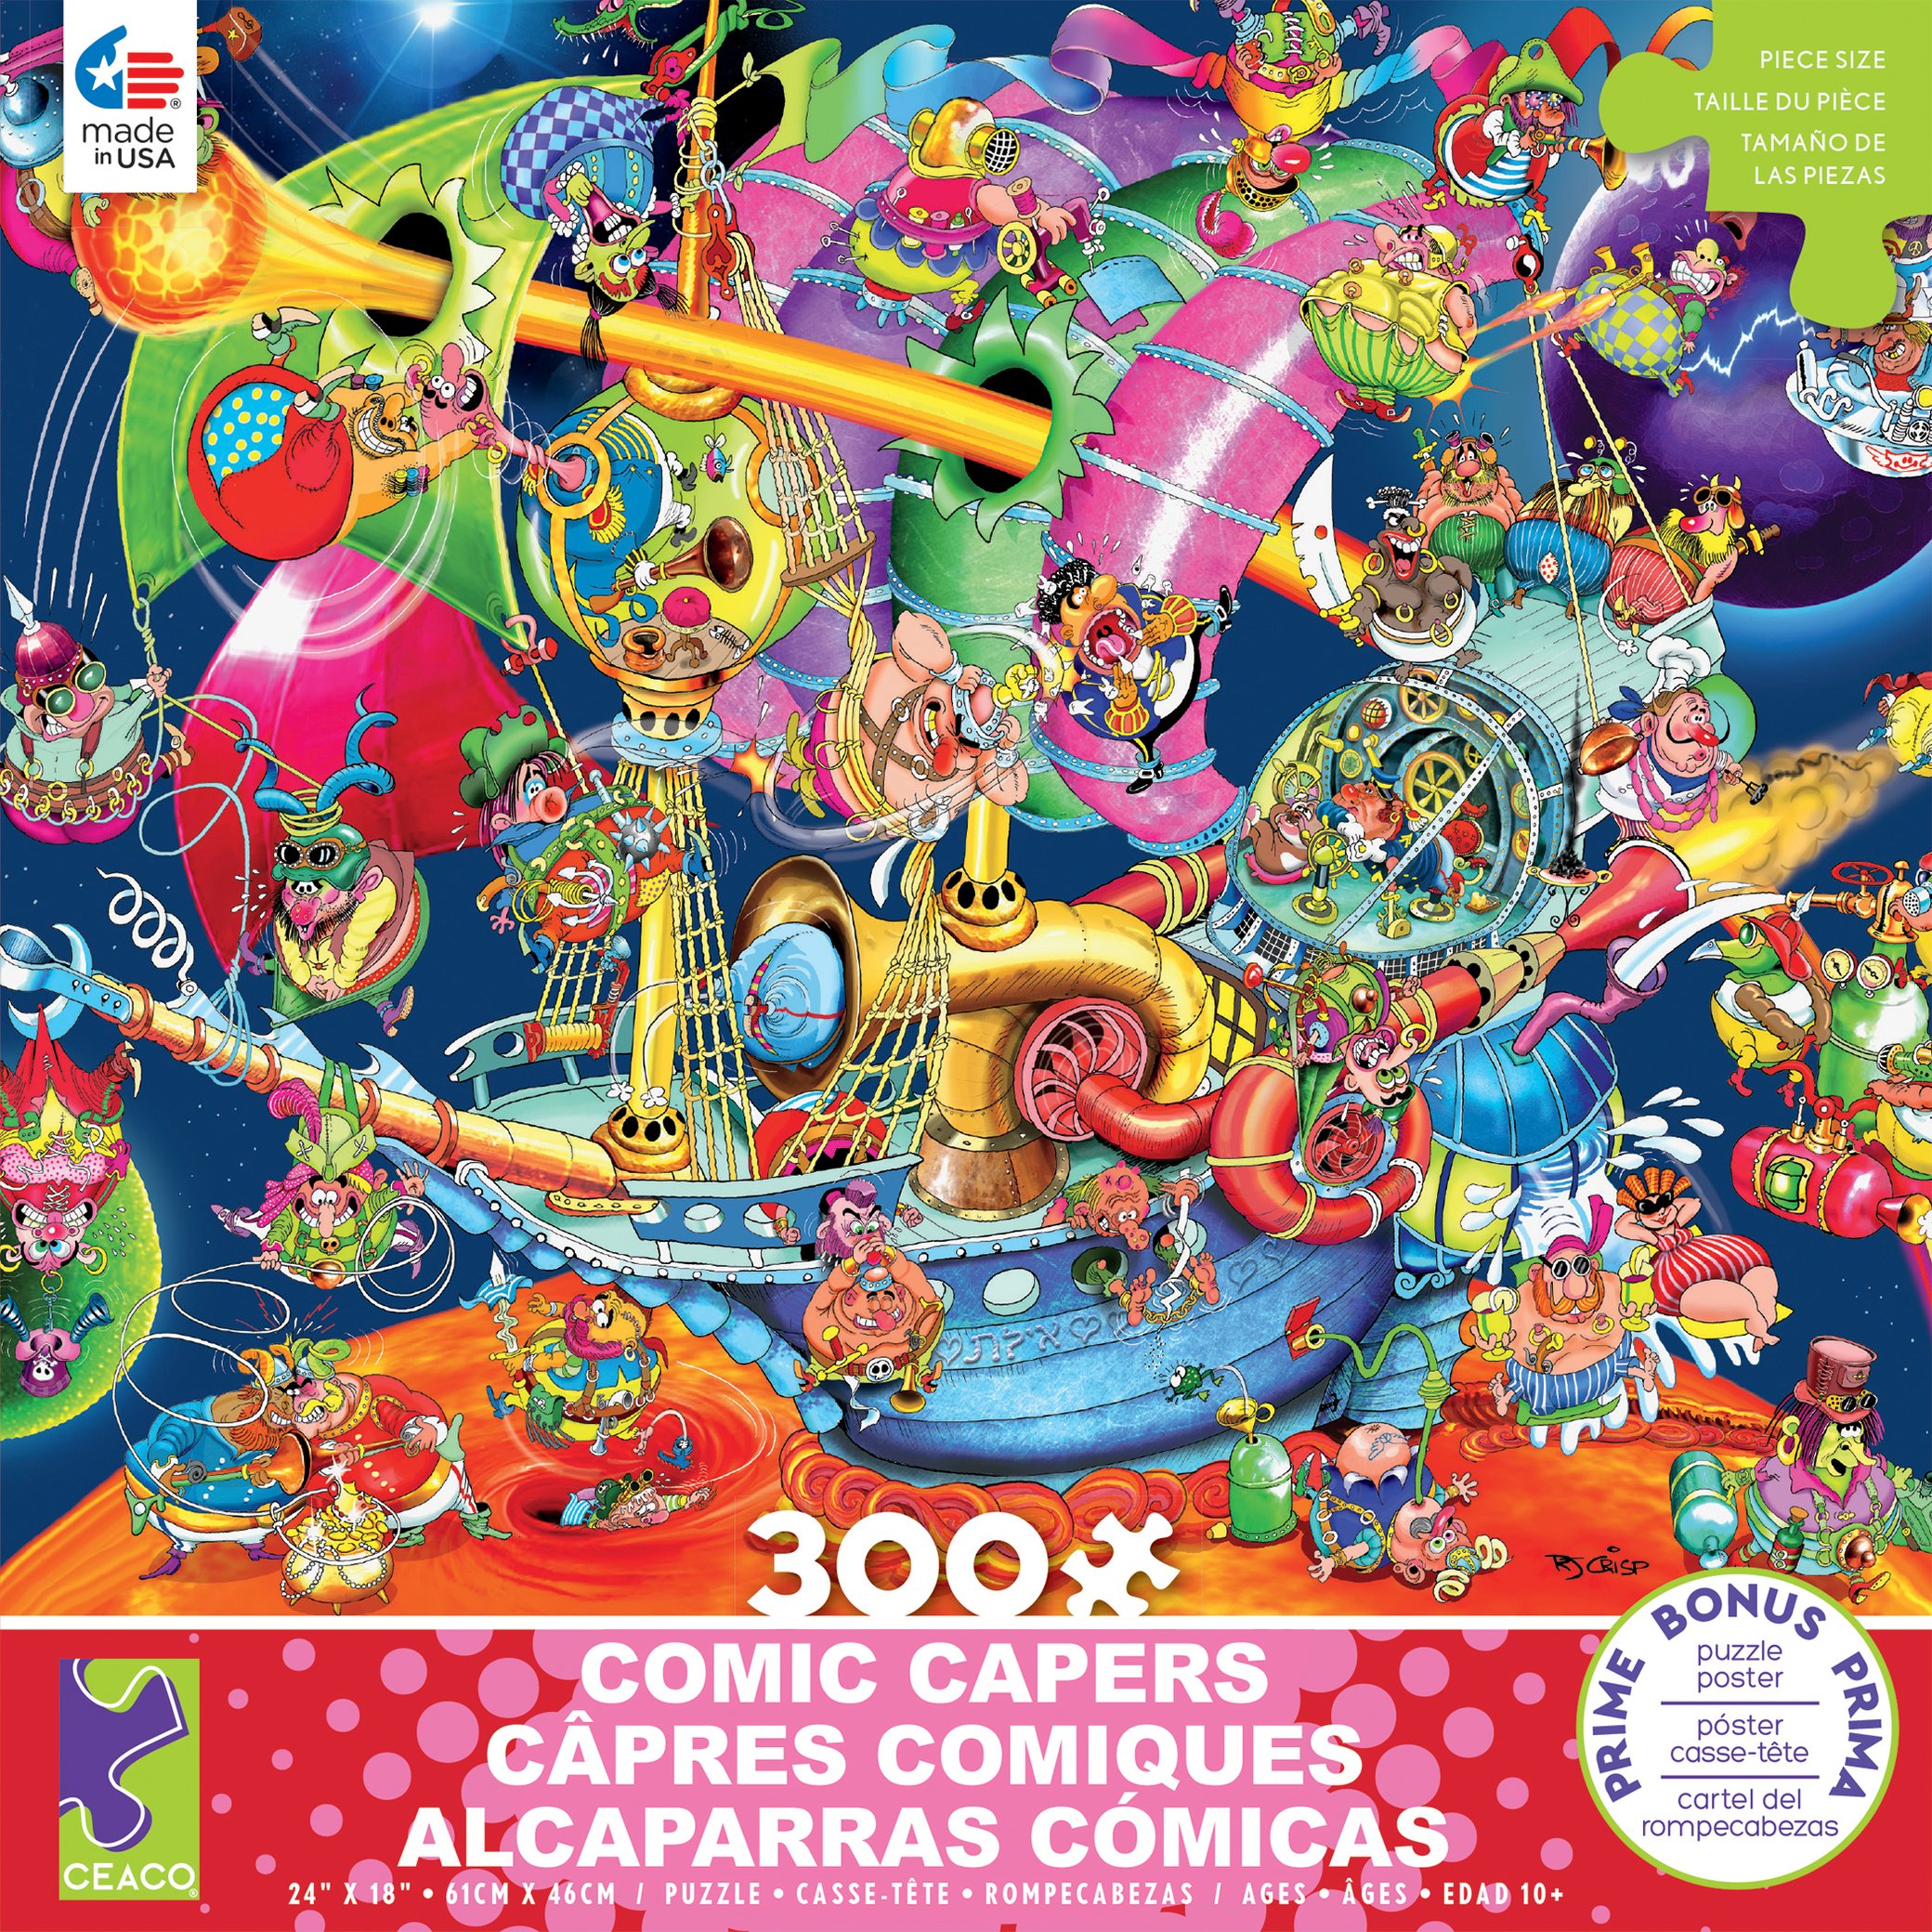 made
in USA
®
PIECE SIZE
TAILLE DU PIÈCE
TAMAÑO DE
LAS PIEZAS
RJ CRISP
300
COMIC CAPERS
CÂPRES COMIQUES
ALCAPARRAS CÓMICAS
24" X 18" • 61CM X 46CM / PUZZLE • CASSE-TÊTE • ROMPECABEZAS / AGES • ÂGES • EDAD 10+
CEACO®
PRIME BONUS PRIMA
puzzle
poster
póster
casse-tête
cartel del
rompecabezas